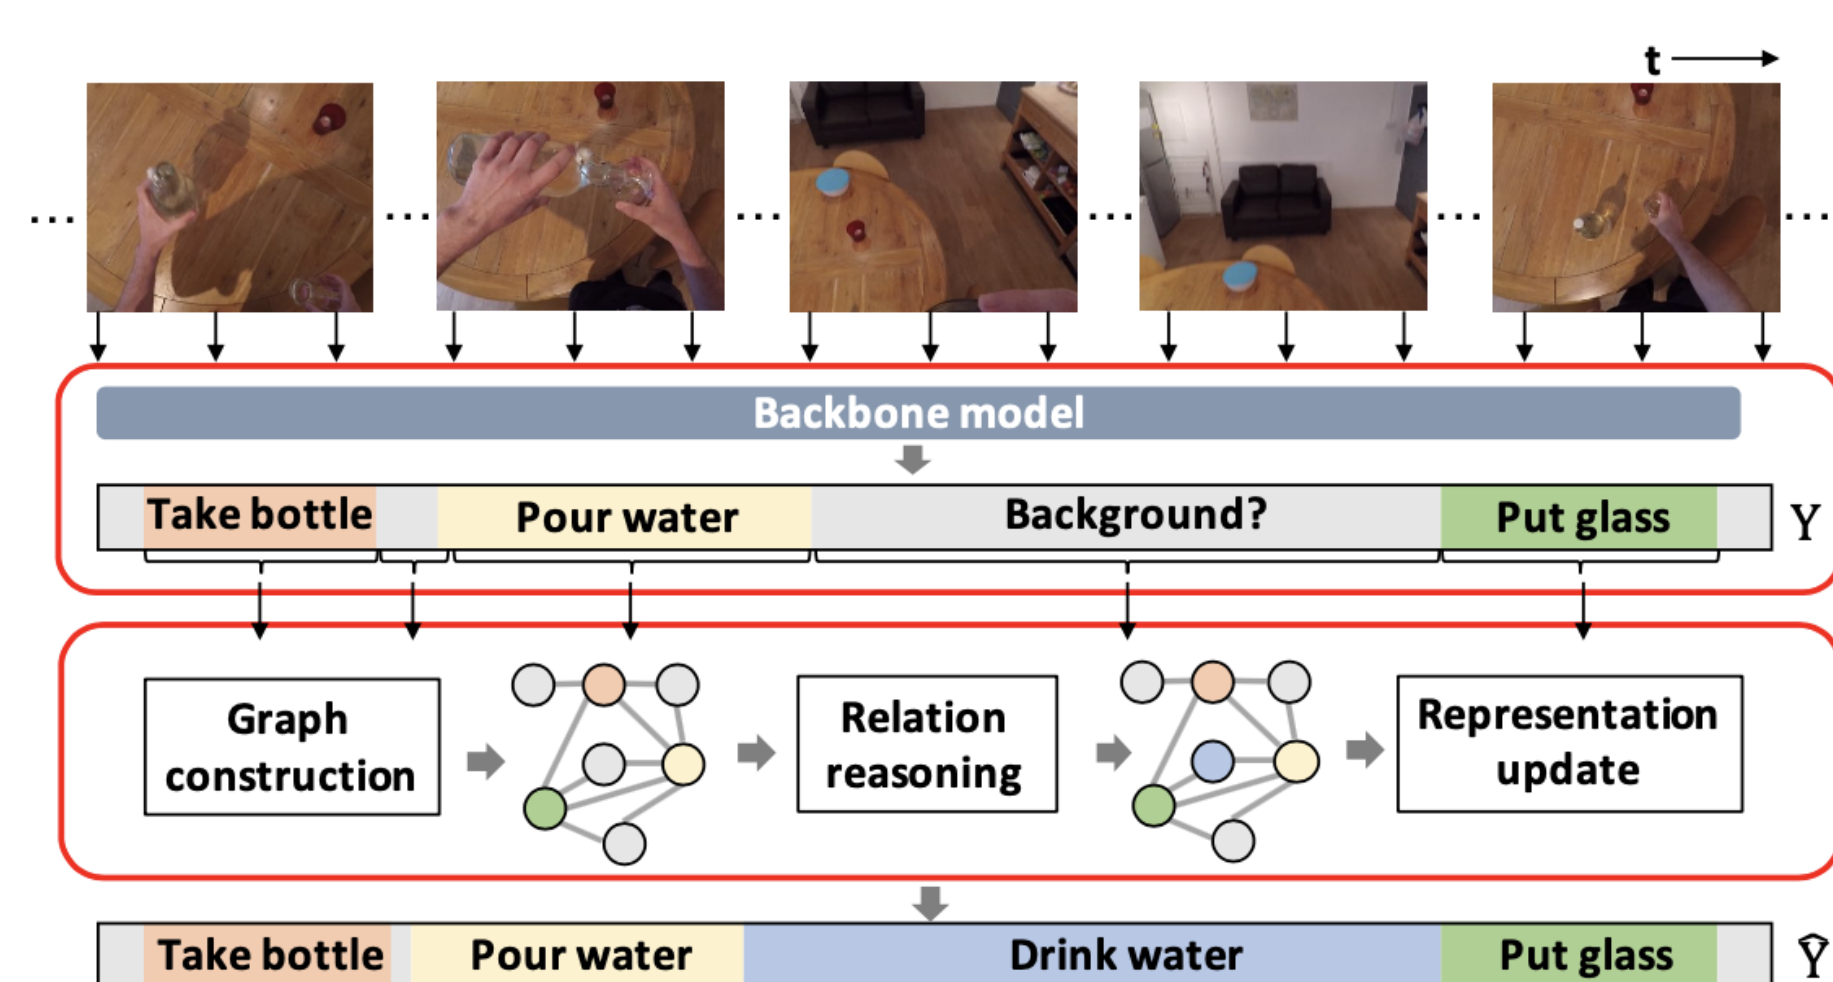 t
... ... ... ... ... ...
Backbone model
Take bottle Pour water Background? Put glass Y
Graph
construction
Relation
reasoning
Representation
update
Take bottle Pour water Drink water Put glass Ŷ